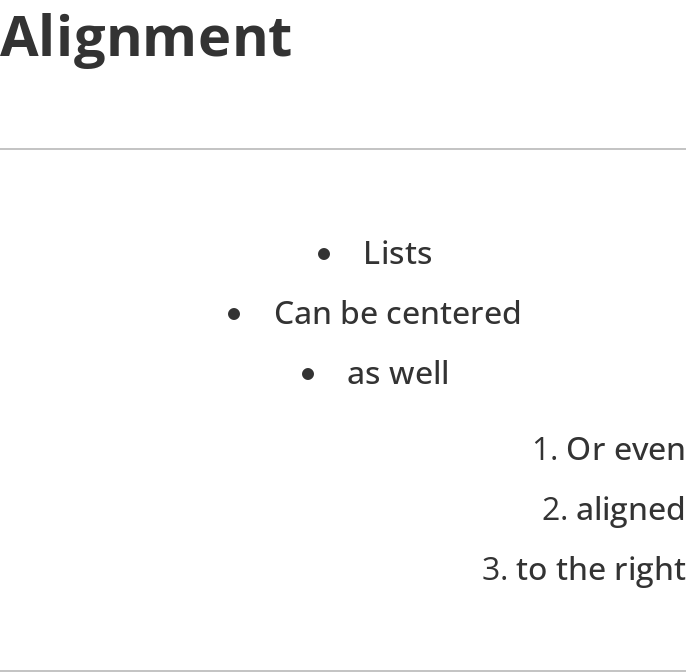 Alignment
• Lists
• Can be centered
• as well
1. Or even
2. aligned
3. to the right